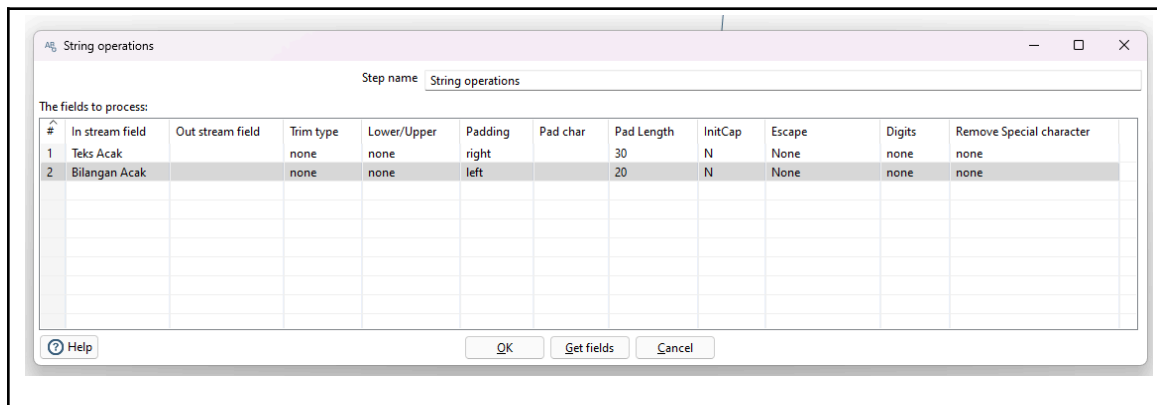 String operations
Step name String operations
The fields to process:
# In stream field Out stream field Trim type Lower/Upper Padding Pad char Pad Length InitCap Escape Digits Remove Special character
1 Teks Acak none none right 30 N None none none
2 Bilangan Acak none none left 20 N None none none
Help OK Get fields Cancel